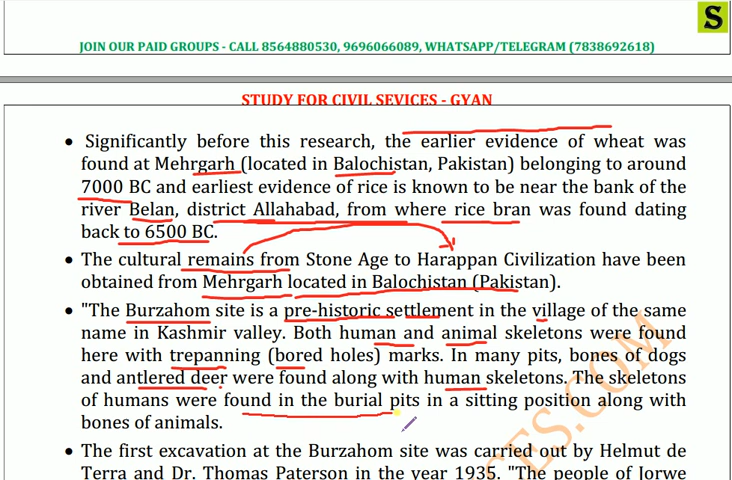 S
JOIN OUR PAID GROUPS - CALL 8564880530, 9696066089, WHATSAPP/TELEGRAM (7838692618)
STUDY FOR CIVIL SEVICES - GYAN
• Significantly before this research, the earlier evidence of wheat was
found at Mehrgarh (located in Balochistan, Pakistan) belonging to around
7000 BC and earliest evidence of rice is known to be near the bank of the
river Belan, district Allahabad, from where rice bran was found dating
back to 6500 BC.
• The cultural remains from Stone Age to Harappan Civilization have been
obtained from Mehrgarh located in Balochistan (Pakistan).
• "The Burzahom site is a pre-historic settlement in the village of the same
name in Kashmir valley. Both human and animal skeletons were found
here with trepanning (bored holes) marks. In many pits, bones of dogs
and antlered deer were found along with human skeletons. The skeletons
of humans were found in the burial pits in a sitting position along with
bones of animals.
• The first excavation at the Burzahom site was carried out by Helmut de
Terra and Dr. Thomas Paterson in the year 1935. "The people of Jorwe